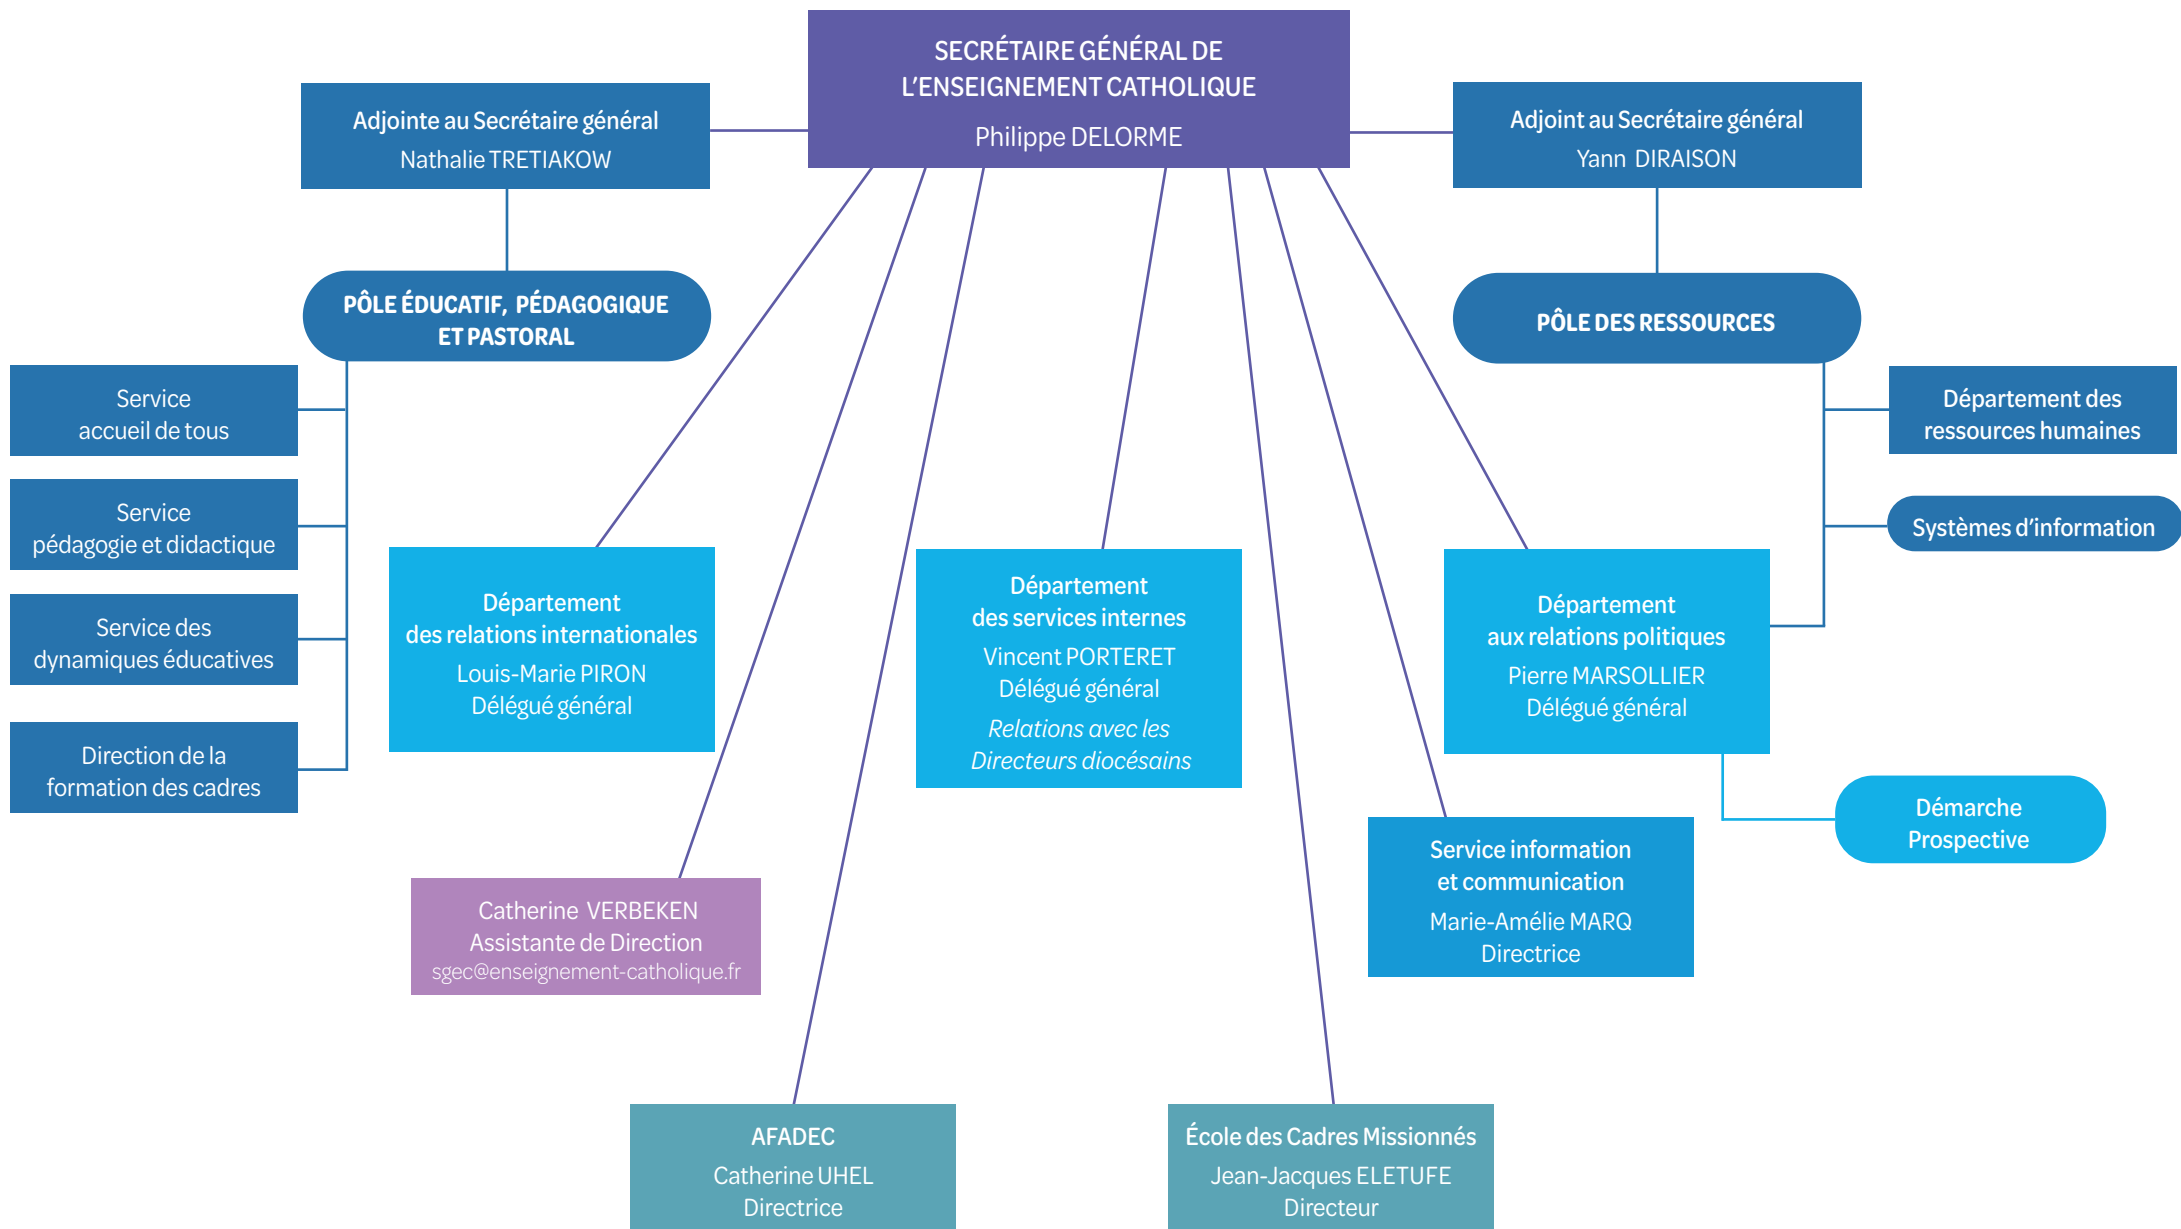 SECRÉTAIRE GÉNÉRAL DE
L'ENSEIGNEMENT CATHOLIQUE
Philippe DELORME
Adjointe au Secrétaire général
Nathalie TRETIAKOW
Adjoint au Secrétaire général
Yann DIRAISON
PÔLE ÉDUCATIF, PÉDAGOGIQUE
ET PASTORAL
PÔLE DES RESSOURCES
Service
accueil de tous
Service
pédagogie et didactique
Service des
dynamiques éducatives
Direction de la
formation des cadres
Département des
ressources humaines
Systèmes d'information
Département
des relations internationales
Louis-Marie PIRON
Délégué général
Département
des services internes
Vincent PORTERET
Délégué général
Relations avec les
Directeurs diocésains
Département
aux relations politiques
Pierre MARSOLLIER
Délégué général
Démarche
Prospective
Service information
et communication
Marie-Amélie MARQ
Directrice
Catherine VERBEKEN
Assistante de Direction
sgec@enseignement-catholique.fr
AFADEC
Catherine UHEL
Directrice
École des Cadres Missionnés
Jean-Jacques ELETUFE
Directeur